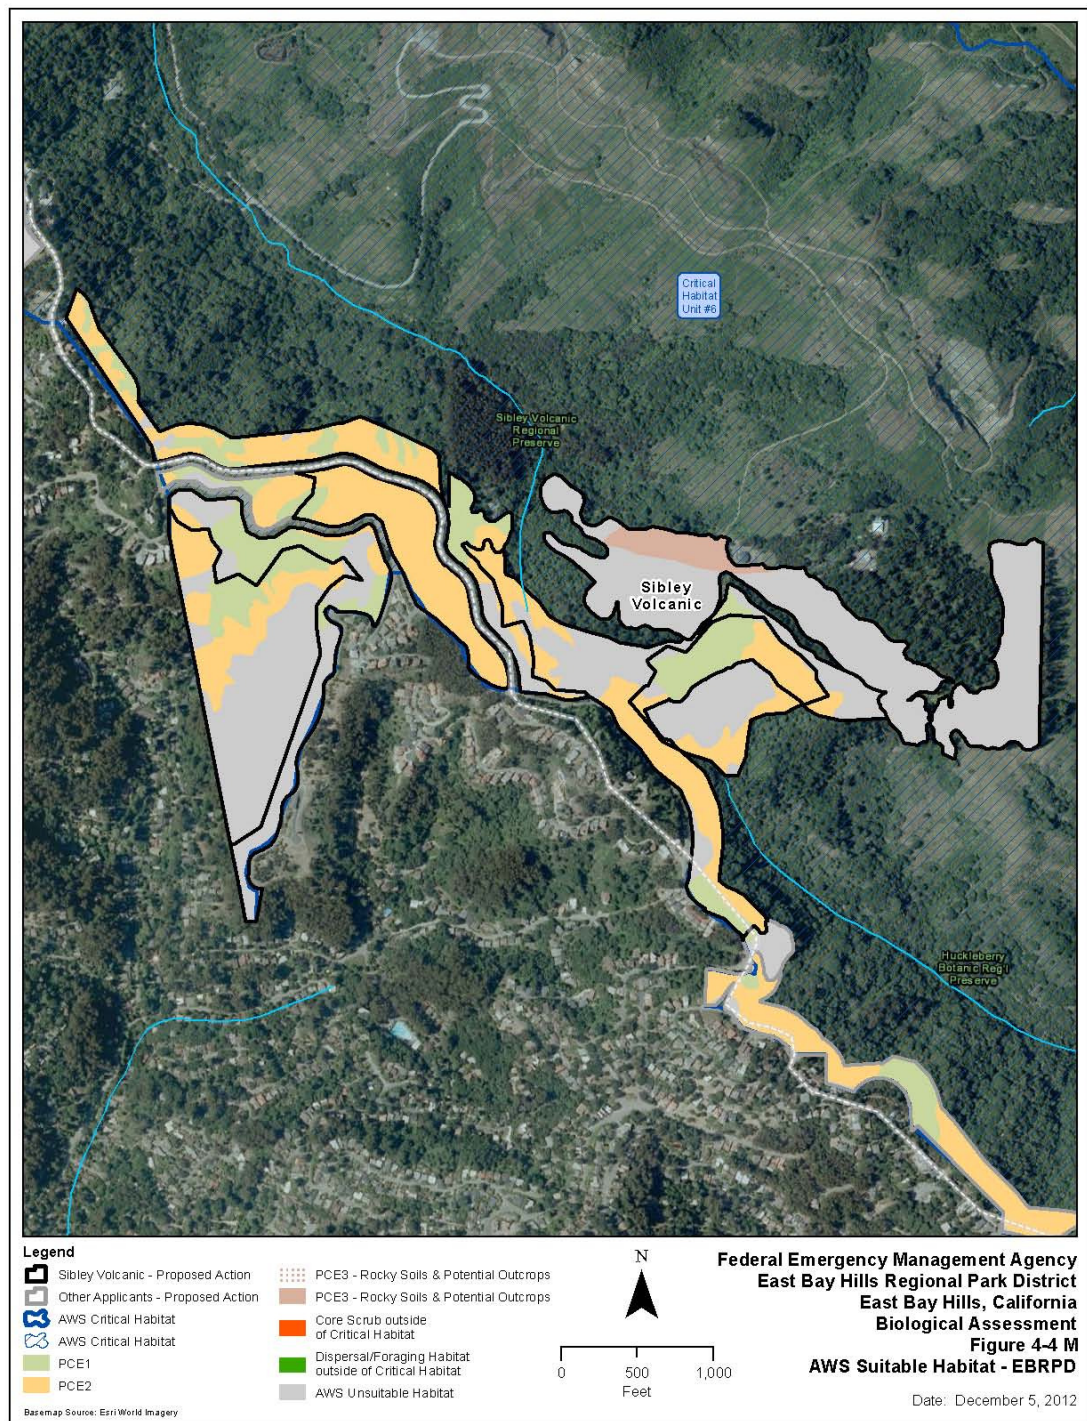 Critical
Habitat
Unit #6
Sibley Volcanic
Regional
Preserve
Sibley
Volcanic
Huckleberry
Botanic Reg'l
Preserve
Legend
Sibley Volcanic - Proposed Action
Other Applicants - Proposed Action
AWS Critical Habitat
AWS Critical Habitat
PCE1
PCE2
PCE3 - Rocky Soils & Potential Outcrops
PCE3 - Rocky Soils & Potential Outcrops
Core Scrub outside
of Critical Habitat
Dispersal/Foraging Habitat
outside of Critical Habitat
AWS Unsuitable Habitat
N
0 500 1,000
Feet
Federal Emergency Management Agency
East Bay Hills Regional Park District
East Bay Hills, California
Biological Assessment
Figure 4-4 M
AWS Suitable Habitat - EBRPD
Date: December 5, 2012
Basemap Source: Esri World Imagery